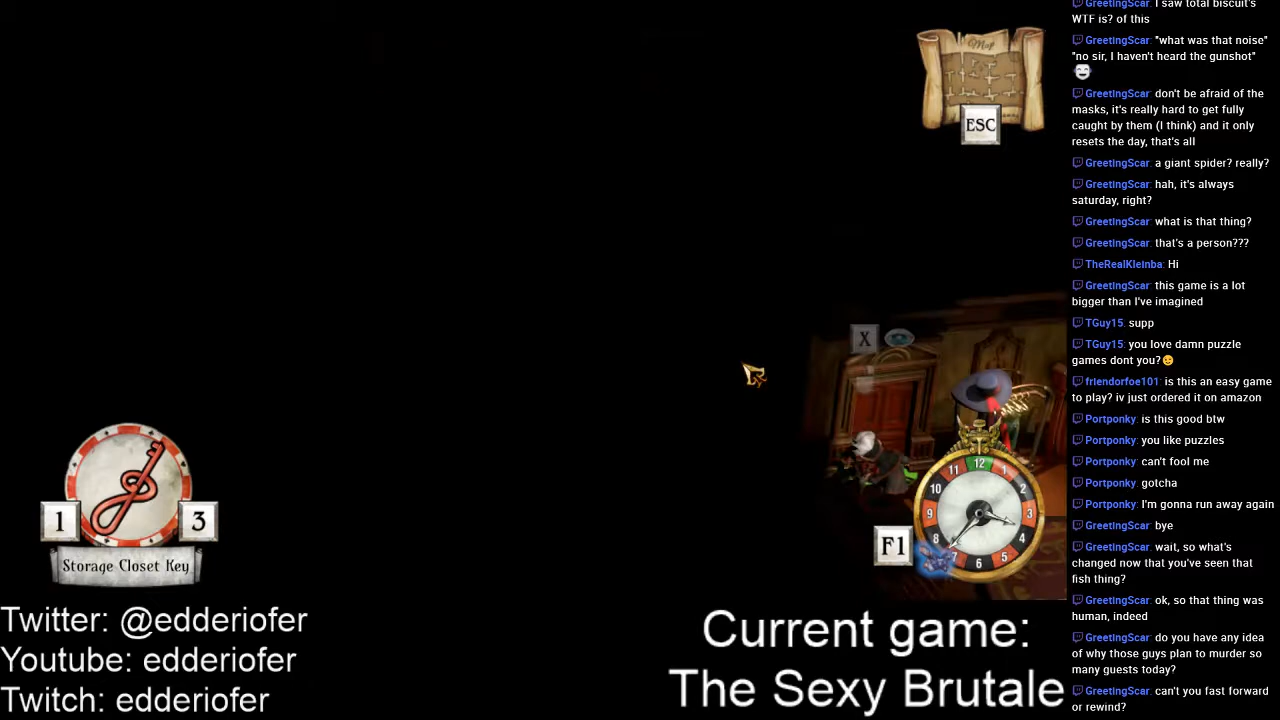 GreetingScar: I saw total biscuit's
WTF is? of this
GreetingScar: "what was that noise"
"no sir, I haven't heard the gunshot"
GreetingScar: don't be afraid of the
masks, it's really hard to get fully
caught by them (I think) and it only
resets the day, that's all
GreetingScar: a giant spider? really?
GreetingScar: hah, it's always
saturday, right?
GreetingScar: what is that thing?
GreetingScar: that's a person???
TheRealKleinba: Hi
GreetingScar: this game is a lot
bigger than I've imagined
TGuy15: supp
TGuy15: you love damn puzzle
games dont you?😉
friendorfoe101: is this an easy game
to play? iv just ordered it on amazon
Portponky: is this good btw
Portponky: you like puzzles
Portponky: can't fool me
Portponky: gotcha
Portponky: I'm gonna run away again
GreetingScar: bye
GreetingScar: wait, so what's
changed now that you've seen that
fish thing?
GreetingScar: ok, so that thing was
human, indeed
GreetingScar: do you have any idea
of why those guys plan to murder so
many guests today?
GreetingScar: can't you fast forward
or rewind?
Map
ESC
X
12
1
2
3
4
5
6
7
8
9
10
11
F1
1
3
Storage Closet Key
Twitter: @edderiofer
Youtube: edderiofer
Twitch: edderiofer
Current game:
The Sexy Brutale